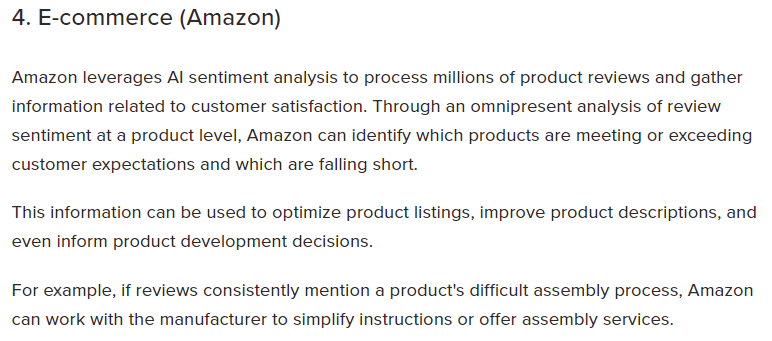 4. E-commerce (Amazon)
Amazon leverages AI sentiment analysis to process millions of product reviews and gather
information related to customer satisfaction. Through an omnipresent analysis of review
sentiment at a product level, Amazon can identify which products are meeting or exceeding
customer expectations and which are falling short.
This information can be used to optimize product listings, improve product descriptions, and
even inform product development decisions.
For example, if reviews consistently mention a product's difficult assembly process, Amazon
can work with the manufacturer to simplify instructions or offer assembly services.